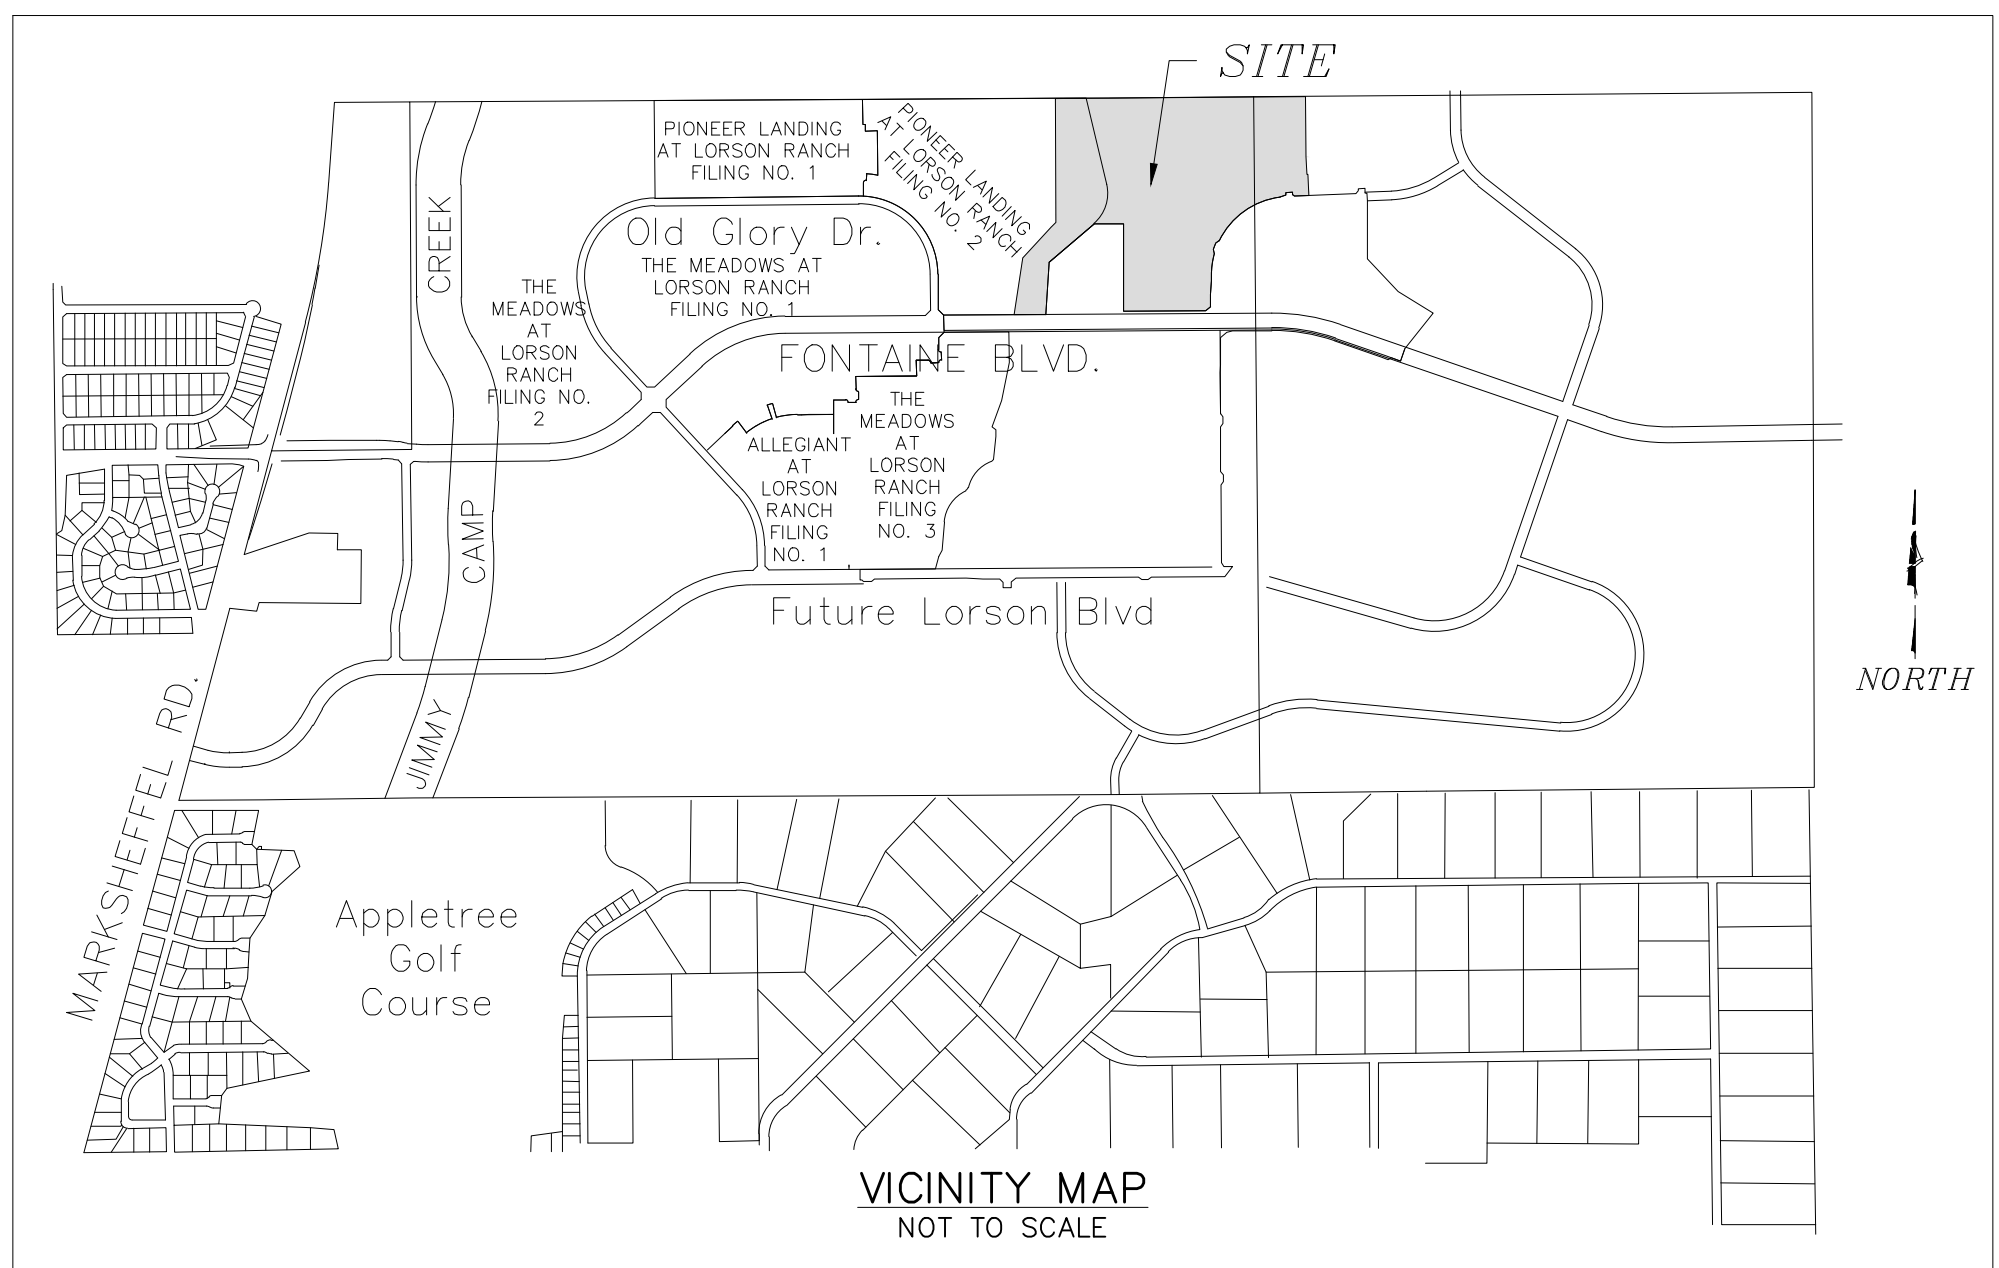 SITE
PIONEER LANDING
AT LORSON RANCH
FILING NO. 1
PIONEER LANDING
AT LORSON RANCH
FILING NO. 2
CREEK
Old Glory Dr.
THE MEADOWS AT
LORSON RANCH
FILING NO. 1
THE
MEADOWS
AT
LORSON
RANCH
FILING NO.
2
FONTAINE BLVD.
THE
MEADOWS
AT
LORSON
RANCH
FILING
NO. 3
ALLEGIANT
AT
LORSON
RANCH
FILING
NO. 1
CAMP
Future Lorson Blvd
NORTH
JIMMY
MARKSHEFFEL RD.
Appletree
Golf
Course
VICINITY MAP
NOT TO SCALE